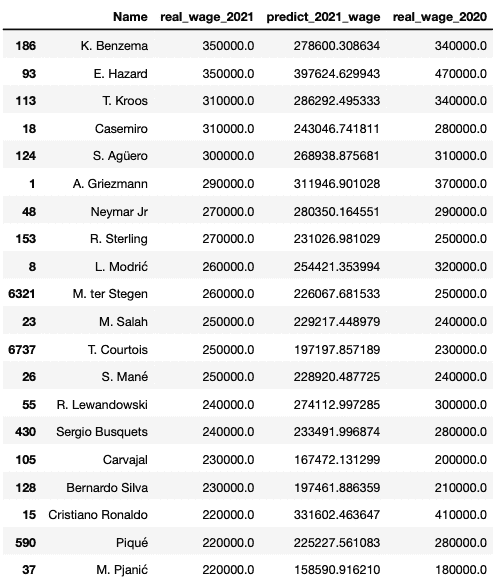 Name real_wage_2021 predict_2021_wage real_wage_2020
186 K. Benzema 350000.0 278600.308634 340000.0
93 E. Hazard 350000.0 397624.629943 470000.0
113 T. Kroos 310000.0 286292.495333 340000.0
18 Casemiro 310000.0 243046.741811 280000.0
124 S. Agüero 300000.0 268938.875681 310000.0
1 A. Griezmann 290000.0 311946.901028 370000.0
48 Neymar Jr 270000.0 280350.164551 290000.0
153 R. Sterling 270000.0 231026.981029 250000.0
8 L. Modrić 260000.0 254421.353994 320000.0
6321 M. ter Stegen 260000.0 226067.681533 250000.0
23 M. Salah 250000.0 229217.448979 240000.0
6737 T. Courtois 250000.0 197197.857189 230000.0
26 S. Mané 250000.0 228920.487725 240000.0
55 R. Lewandowski 240000.0 274112.997285 300000.0
430 Sergio Busquets 240000.0 233491.996874 280000.0
105 Carvajal 230000.0 167472.131299 200000.0
128 Bernardo Silva 230000.0 197461.886359 210000.0
15 Cristiano Ronaldo 220000.0 331602.463647 410000.0
590 Piqué 220000.0 225227.561083 280000.0
37 M. Pjanić 220000.0 158590.916210 180000.0